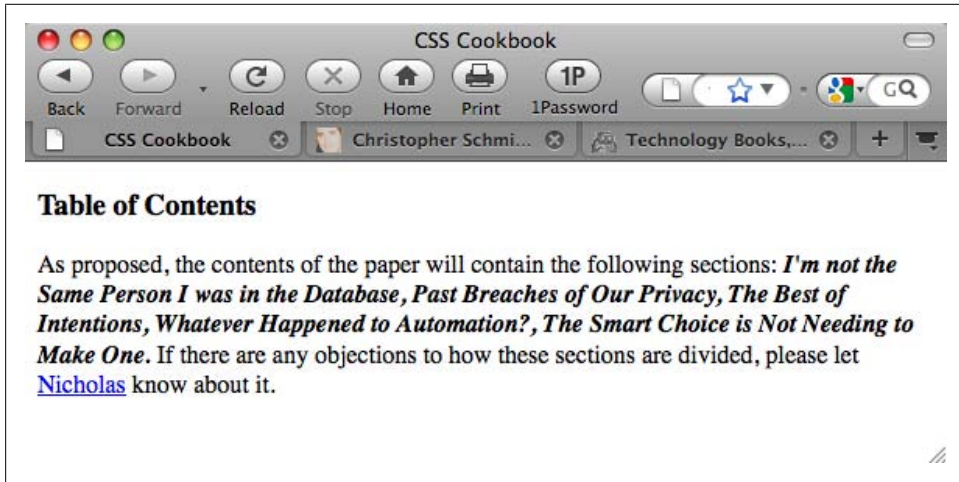 CSS Cookbook
1P
Back Forward Reload Stop Home Print 1Password
G
CSS Cookbook Christopher Schmi... Technology Books,... +
Table of Contents
As proposed, the contents of the paper will contain the following sections: I'm not the
Same Person I was in the Database, Past Breaches of Our Privacy, The Best of
Intentions, Whatever Happened to Automation?, The Smart Choice is Not Needing to
Make One. If there are any objections to how these sections are divided, please let
Nicholas know about it.